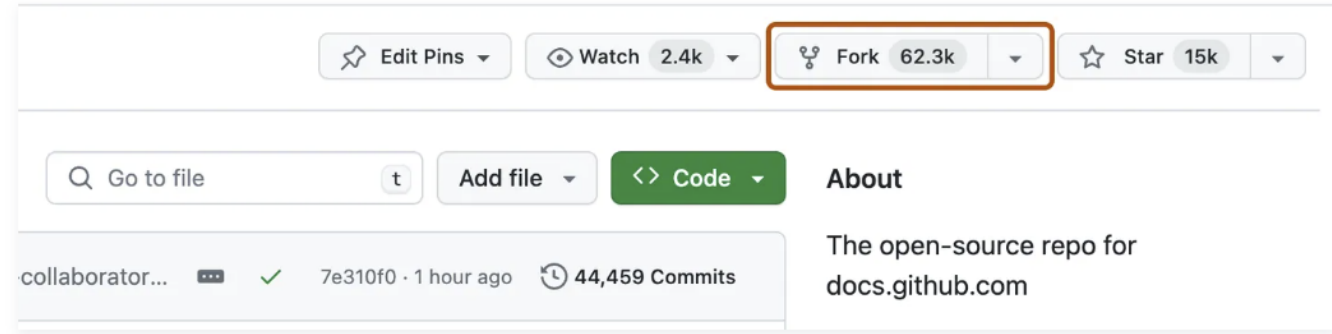 Edit Pins Watch 2.4k Fork 62.3k Star 15k
Go to file t Add file <> Code About
The open-source repo for
docs.github.com
-collaborator... 7e310f0 · 1 hour ago 44,459 Commits